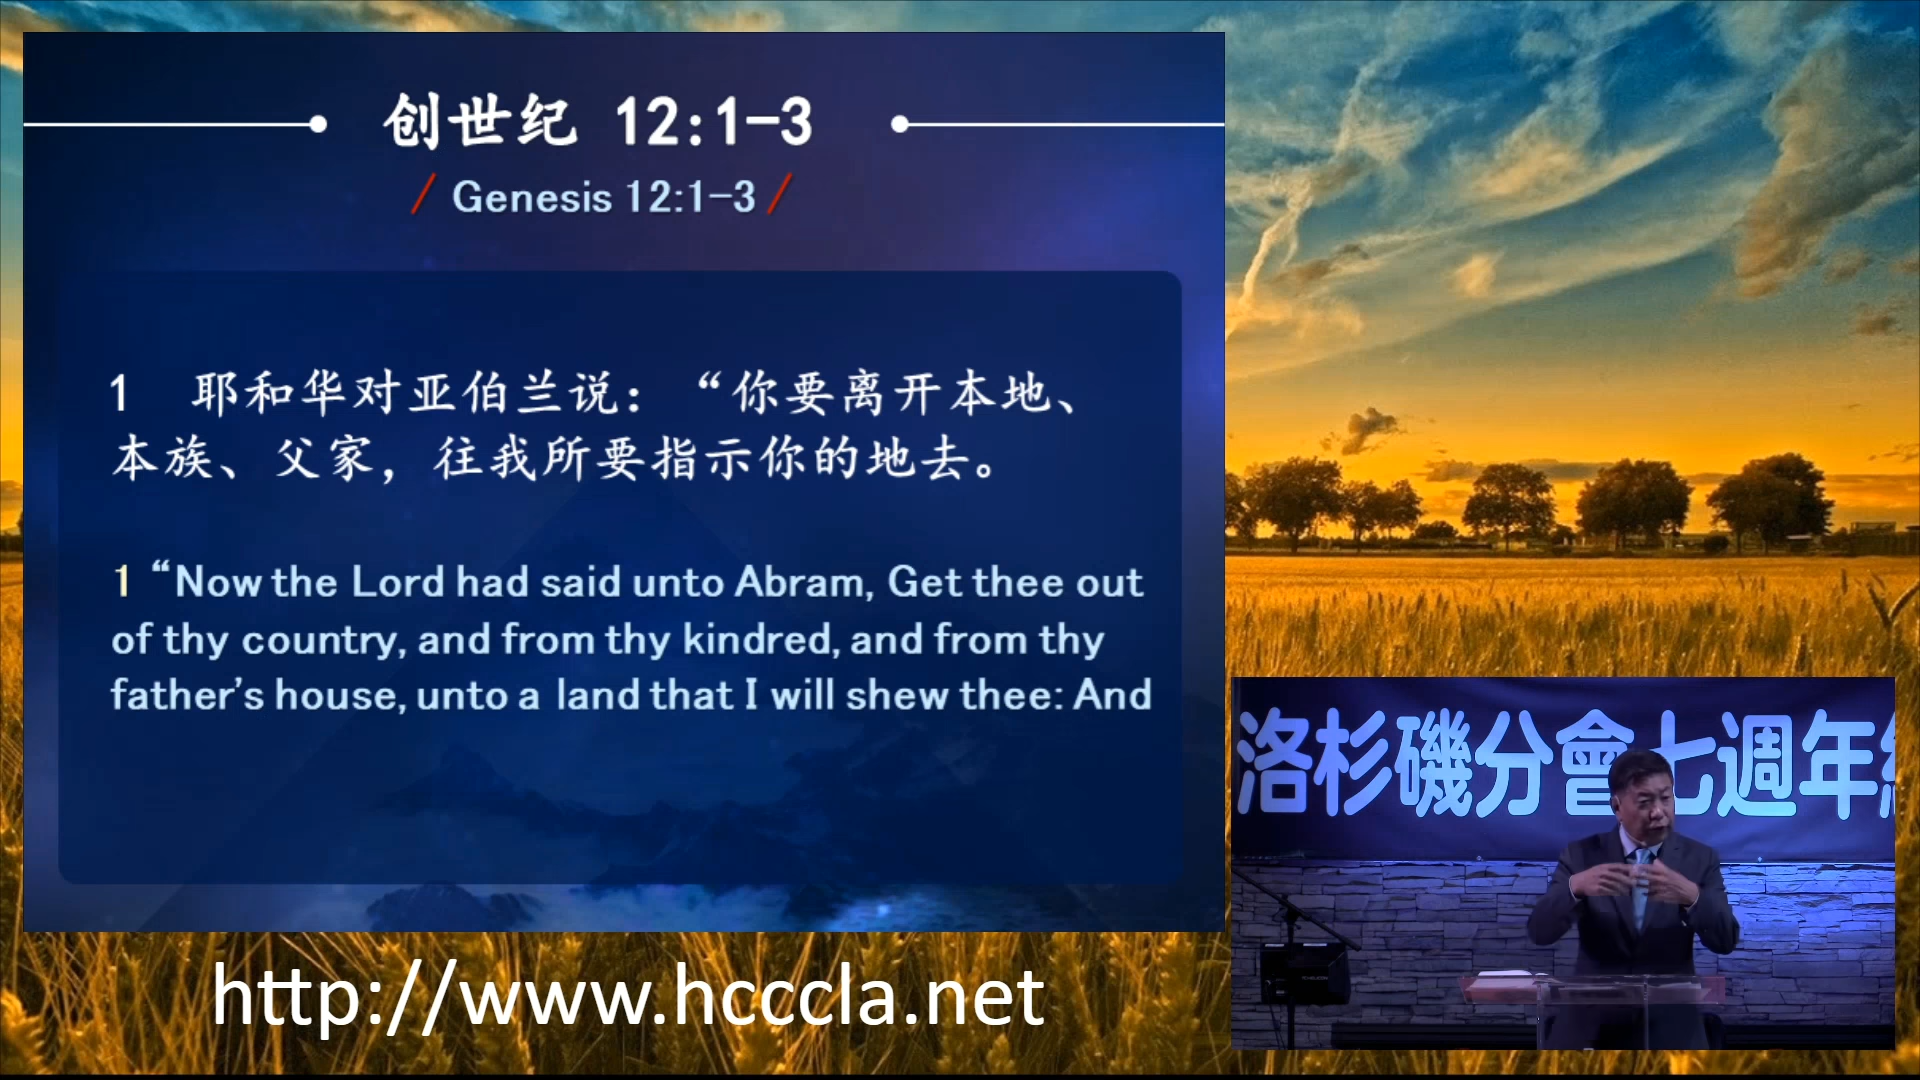 创世纪 12:1-3
/ Genesis 12:1-3 /
1 耶和华对亚伯兰说：“你要离开本地、
本族、父家，往我所要指示你的地去。
1 “Now the Lord had said unto Abram, Get thee out
of thy country, and from thy kindred, and from thy
father’s house, unto a land that I will shew thee: And
洛杉磯分會七週年
http://www.hcccla.net